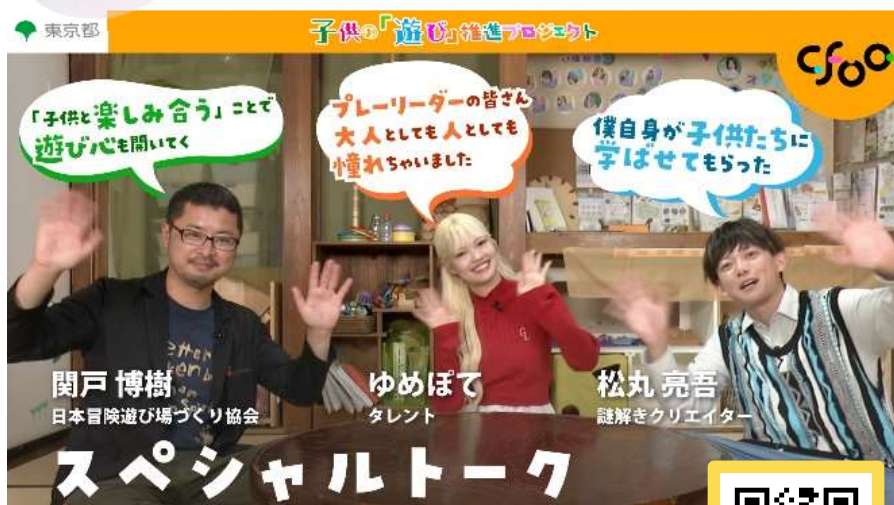 東京都
子供の「遊び」推進プロジェクト
cfoo
「子供と楽しみ合う」ことで
遊び心も開いてく
プレーリーダーの皆さん
大人としても人としても
憧れちゃいました
僕自身が子供たちに
学ばせてもらった
関戸 博樹
日本冒険遊び場づくり協会
ゆめぽて
タレント
松丸 亮吾
謎解きクリエイター
スペシャルトーク